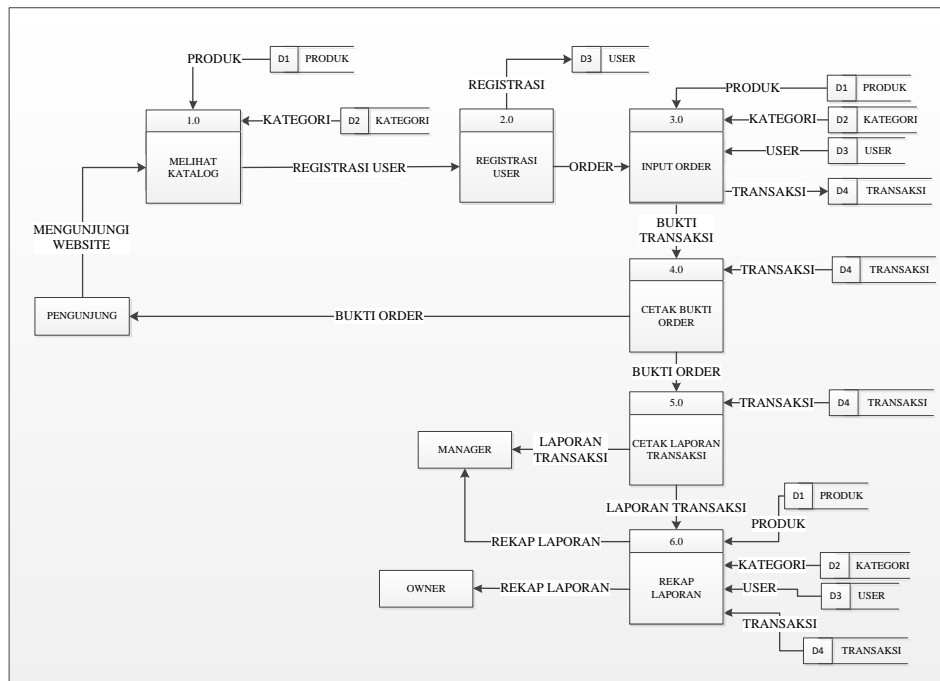 PRODUK
D1 PRODUK
D3 USER
REGISTRASI
PRODUK
D1 PRODUK
1.0
KATEGORI
D2 KATEGORI
2.0
3.0
KATEGORI
D2 KATEGORI
MELIHAT
KATALOG
REGISTRASI USER
REGISTRASI
USER
ORDER
INPUT ORDER
USER
D3 USER
TRANSAKSI
D4 TRANSAKSI
MENGUNJUNGI
WEBSITE
BUKTI
TRANSAKSI
4.0
TRANSAKSI
D4 TRANSAKSI
PENGUNJUNG
BUKTI ORDER
CETAK BUKTI
ORDER
BUKTI ORDER
5.0
TRANSAKSI
D4 TRANSAKSI
MANAGER
LAPORAN
TRANSAKSI
CETAK LAPORAN
TRANSAKSI
LAPORAN TRANSAKSI
D1 PRODUK
PRODUK
REKAP LAPORAN
6.0
KATEGORI
D2 KATEGORI
OWNER
REKAP LAPORAN
REKAP
LAPORAN
USER
D3 USER
TRANSAKSI
D4 TRANSAKSI